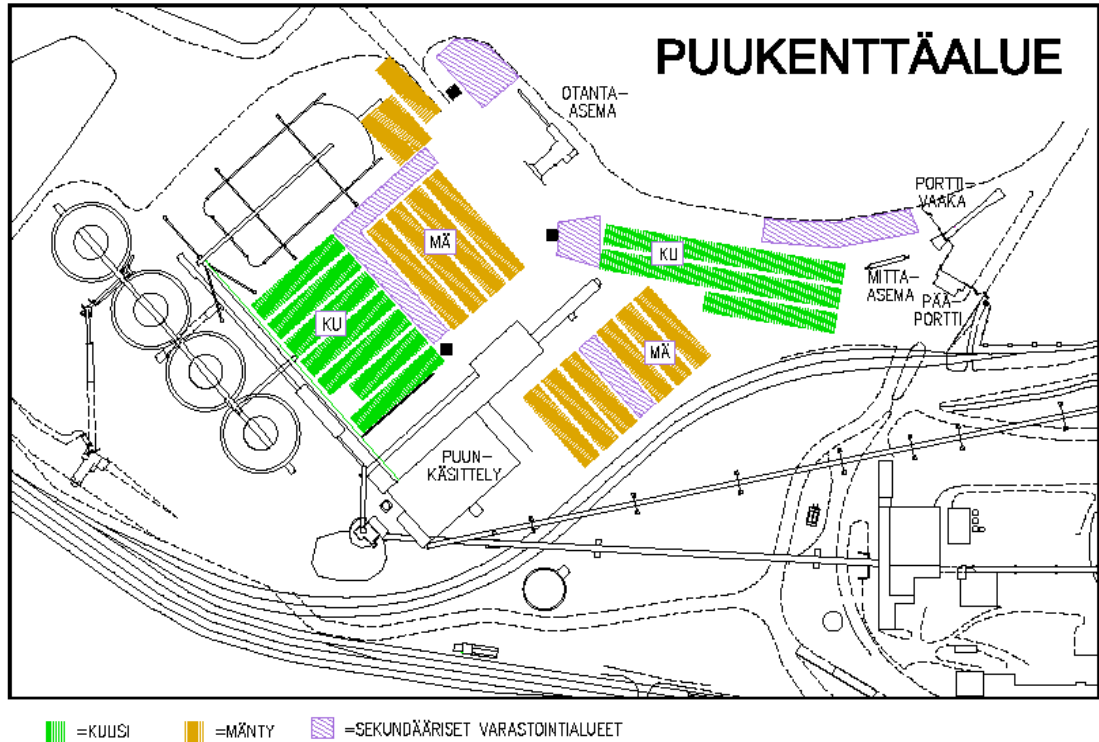 PUUKENTTÄALUE
OTANTA-
ASEMA
PORTTI-
VAAKA
MÄ
KU
MITTA-
ASEMA
PÄÄ-
PORTTI
KU
MÄ
PUUN-
KÄSITTELY
=KUUSI
=MÄNTY
=SEKUNDÄÄRISET VARASTOINTIALUEET